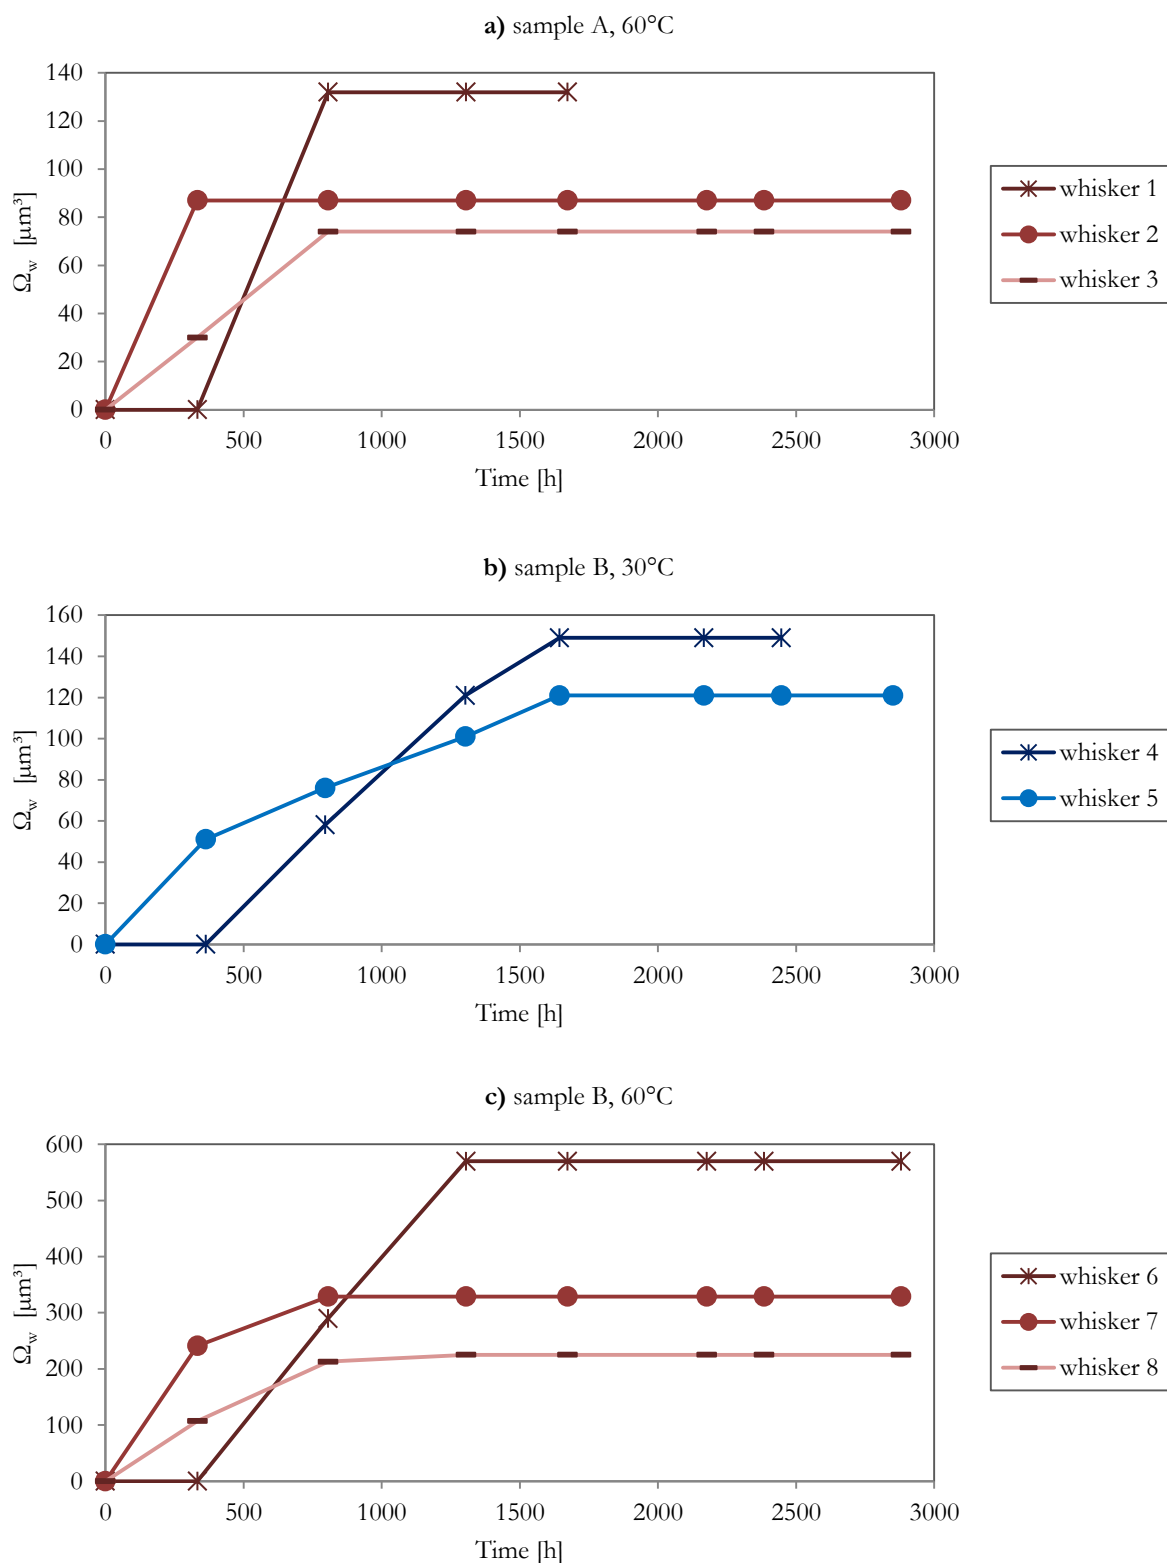 a) sample A, 60°C
140
120
100
80
60
40
20
0
Ω_w [µm³]
0 500 1000 1500 2000 2500 3000
Time [h]
whisker 1
whisker 2
whisker 3
b) sample B, 30°C
160
140
120
100
80
60
40
20
0
Ω_w [µm³]
0 500 1000 1500 2000 2500 3000
Time [h]
whisker 4
whisker 5
c) sample B, 60°C
600
500
400
300
200
100
0
Ω_w [µm³]
0 500 1000 1500 2000 2500 3000
Time [h]
whisker 6
whisker 7
whisker 8